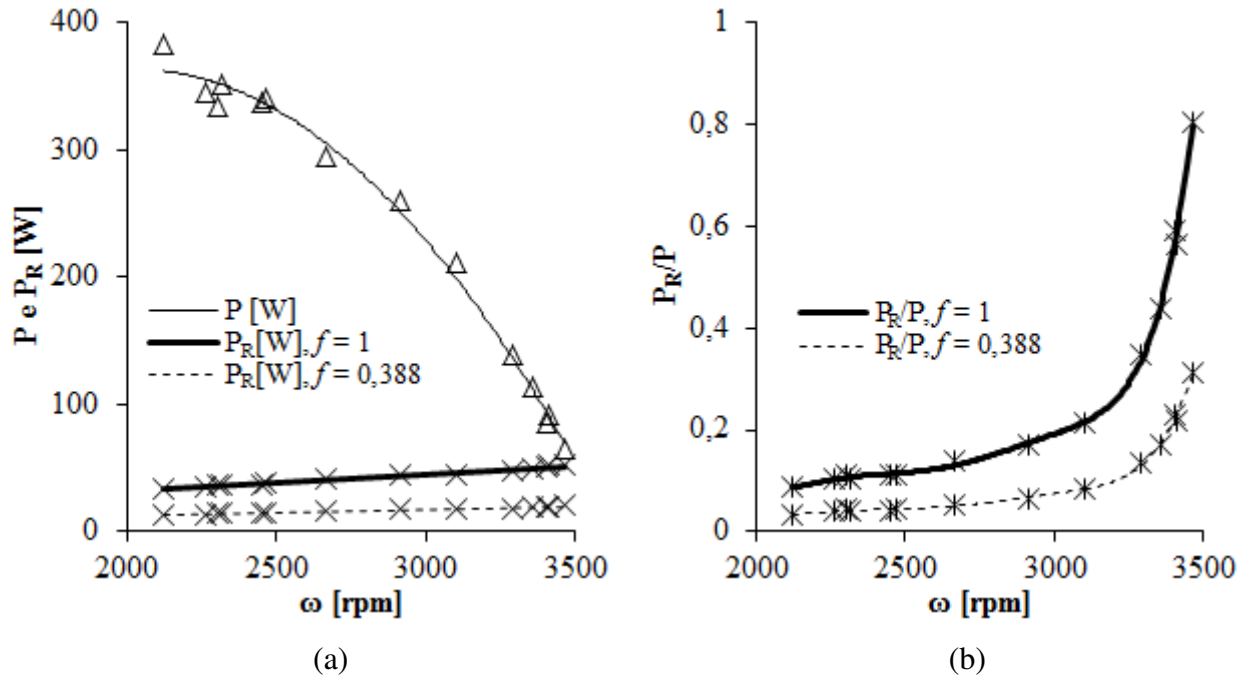 400
300
200
100
0
P e P_R [W]
P [W]
P_R[W], f = 1
P_R[W], f = 0,388
2000 2500 3000 3500
ω [rpm]
(a)
1
0,8
0,6
0,4
0,2
0
P_R/P
P_R/P, f = 1
P_R/P, f = 0,388
2000 2500 3000 3500
ω [rpm]
(b)